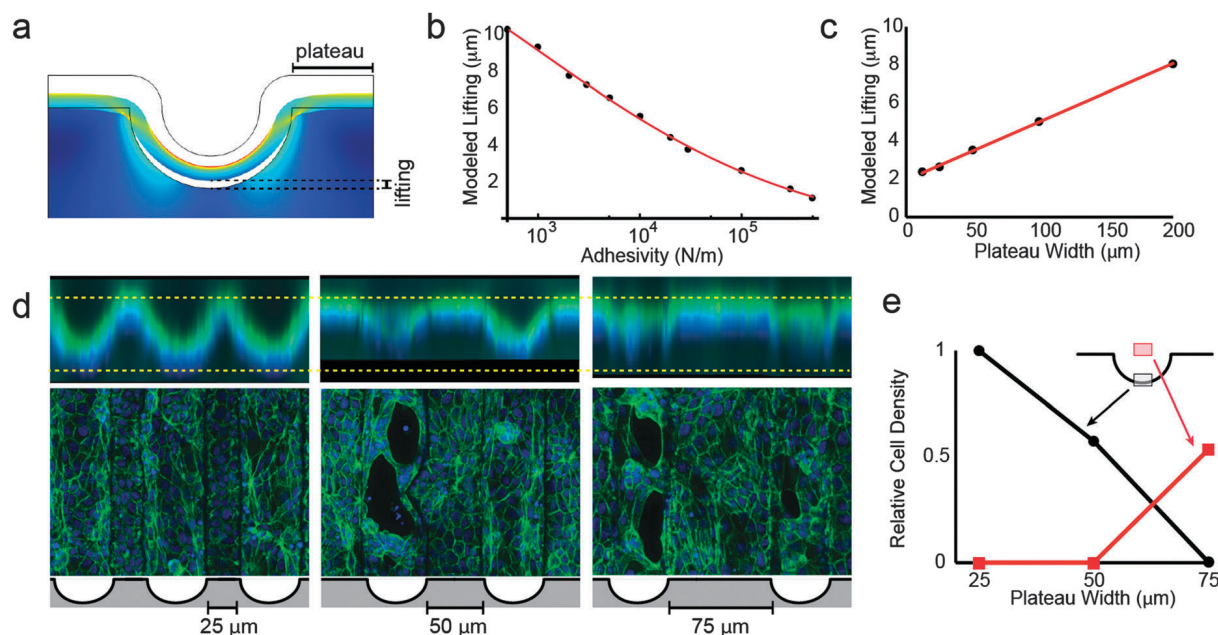 a
plateau
lifting
b
Modeled Lifting (μm)
10
8
6
4
2
10³
10⁴
10⁵
Adhesivity (N/m)
c
Modeled Lifting (μm)
10
8
6
4
2
0
0
50
100
150
200
Plateau Width (μm)
d
25 μm
50 μm
75 μm
e
Relative Cell Density
1
0.5
0
25
50
75
Plateau Width (μm)